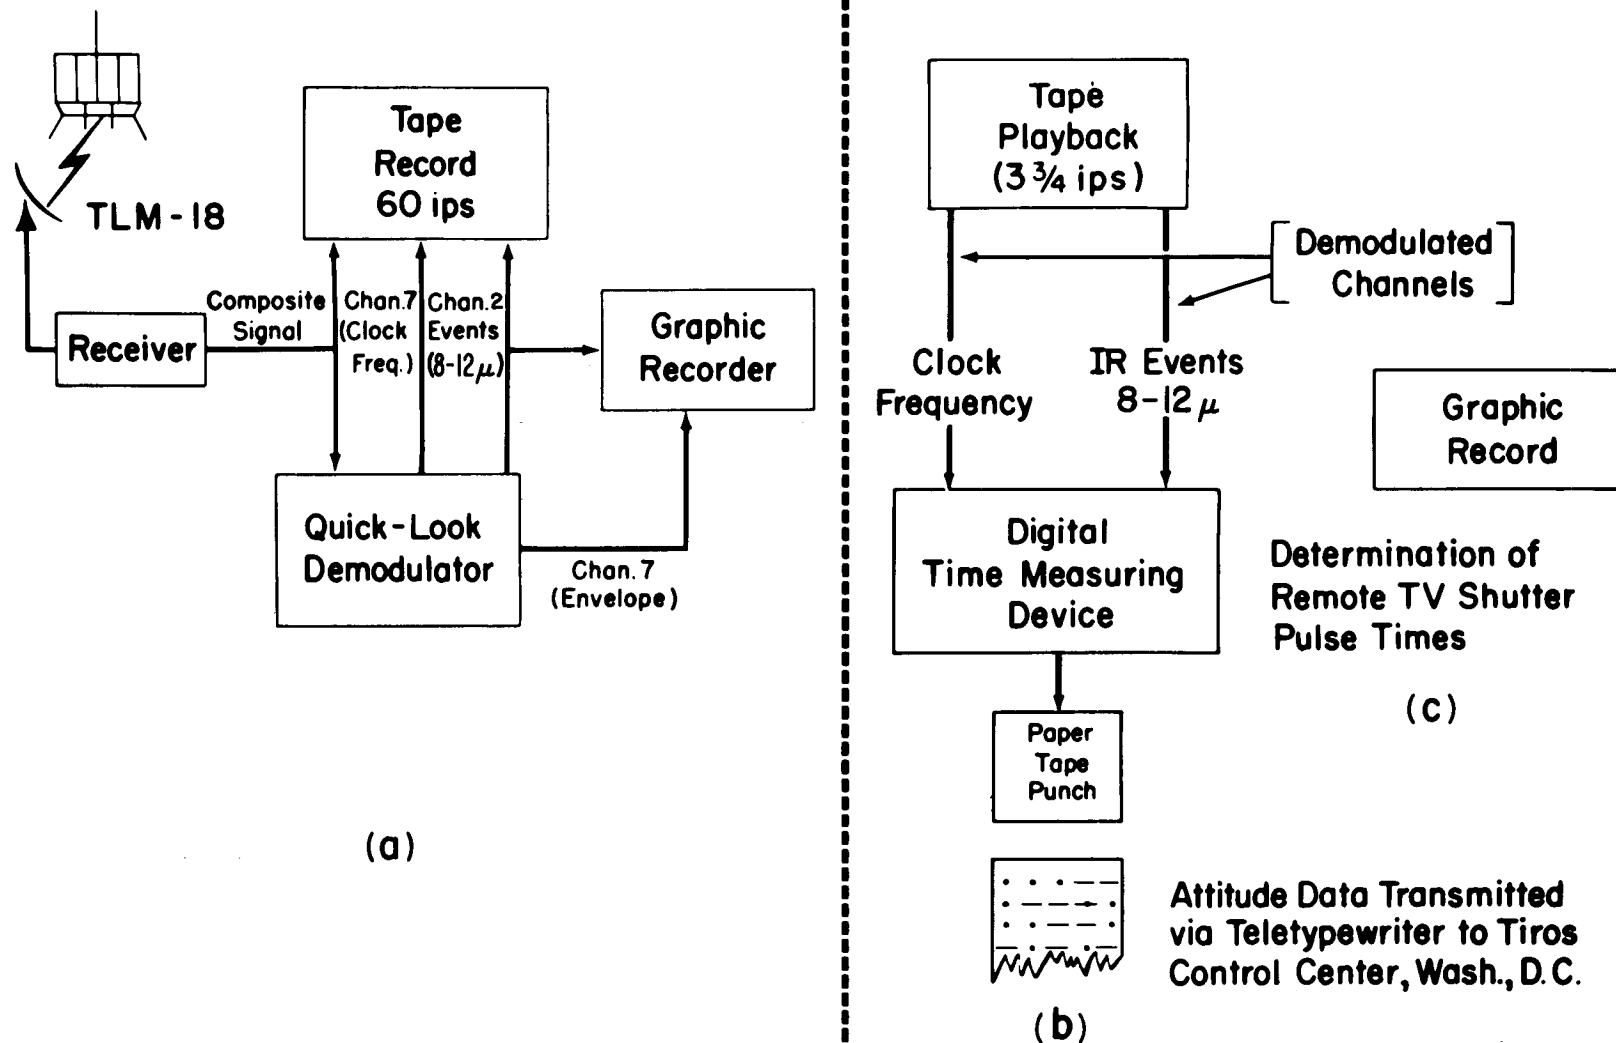 TLM-18
Tape
Record
60 ips
Receiver
Composite
Signal
Chan.7
(Clock
Freq.)
Chan.2
Events
(8-12μ)
Graphic
Recorder
Quick-Look
Demodulator
Chan. 7
(Envelope)
(a)
Tape
Playback
(3 3/4 ips)
[Demodulated
Channels]
Clock
Frequency
IR Events
8-12μ
Digital
Time Measuring
Device
Paper
Tape
Punch
(b)
Graphic
Record
Determination of
Remote TV Shutter
Pulse Times
(c)
Attitude Data Transmitted
via Teletypewriter to Tiros
Control Center, Wash., D.C.